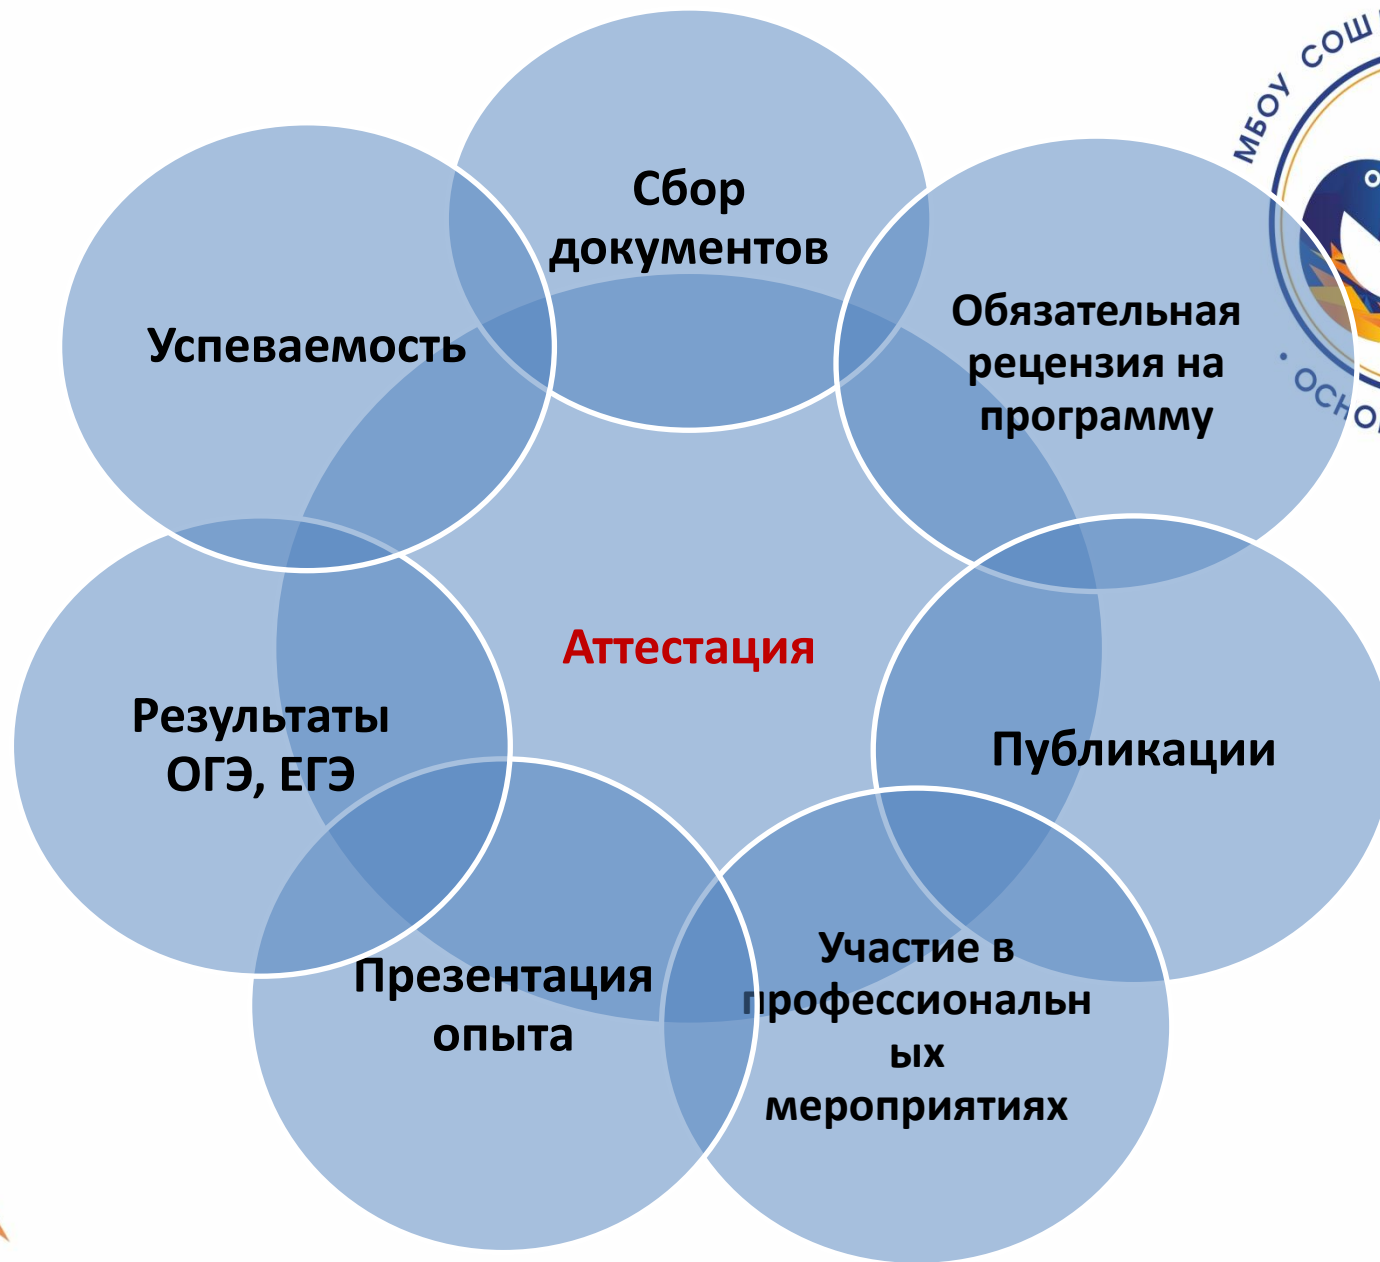 МБОУ СОШ
Сбор
документов
Обязательная
рецензия на
программу
Успеваемость
Аттестация
Публикации
Результаты
ОГЭ, ЕГЭ
Презентация
опыта
Участие в
профессиональн
ых
мероприятиях